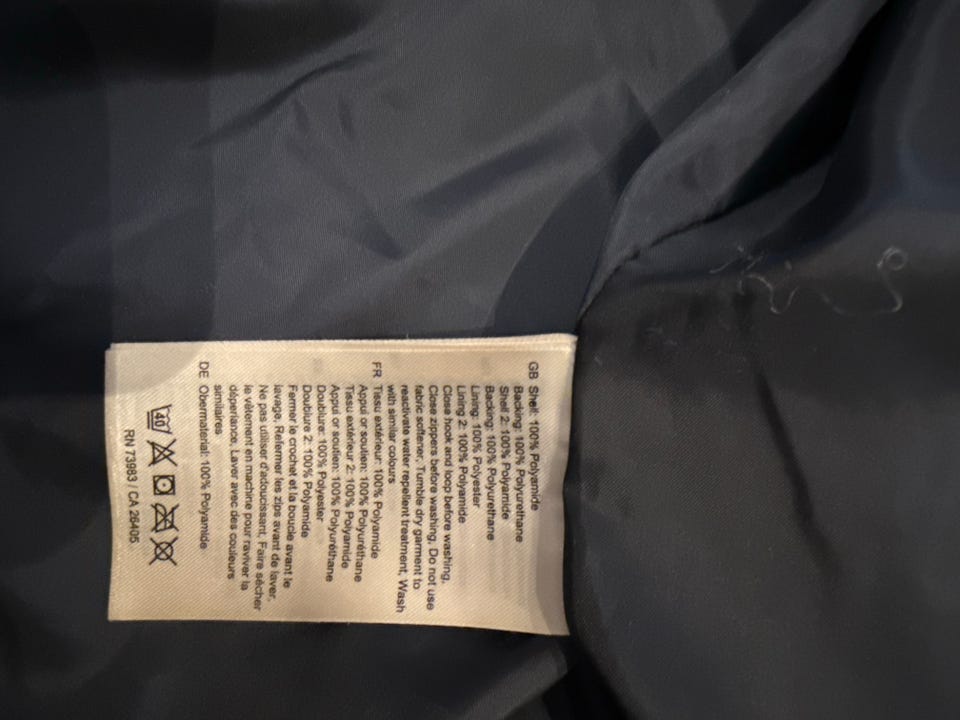 GB Shell: 100% Polyamide
Backing: 100% Polyurethane
Shell 2: 100% Polyamide
Backing: 100% Polyurethane
Lining: 100% Polyester
Lining 2: 100% Polyamide
Close hook and loop before washing.
Close zippers before washing. Do not use
fabric softener. Tumble dry garment to
reactivate water repellent treatment. Wash
with similar colours
FR Tissu extérieur: 100% Polyamide
Appui or soutien: 100% Polyuréthane
Tissu extérieur 2: 100% Polyamide
Appui or soutien: 100% Polyuréthane
Doublure: 100% Polyester
Doublure 2: 100% Polyamide
Fermer le crochet et la boucle avant le
lavage. Refermer les zips avant de laver.
Ne pas utiliser d'adoucissant. Faire sécher
le vêtement en machine pour raviver la
déperlance. Laver avec des couleurs
similaires
DE Obermaterial: 100% Polyamide
40
RN 73983 / CA 26405